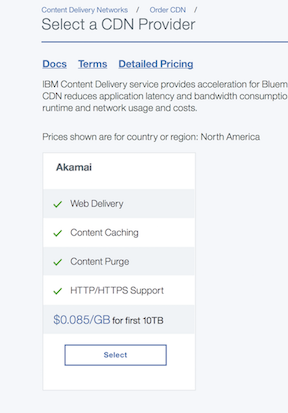 Content Delivery Networks / Order CDN /
Select a CDN Provider
Docs Terms Detailed Pricing
IBM Content Delivery service provides acceleration for Bluem
CDN reduces application latency and bandwidth consumptio
runtime and network usage and costs.
Prices shown are for country or region: North America
Akamai
Web Delivery
Content Caching
Content Purge
HTTP/HTTPS Support
$0.085/GB for first 10TB
Select